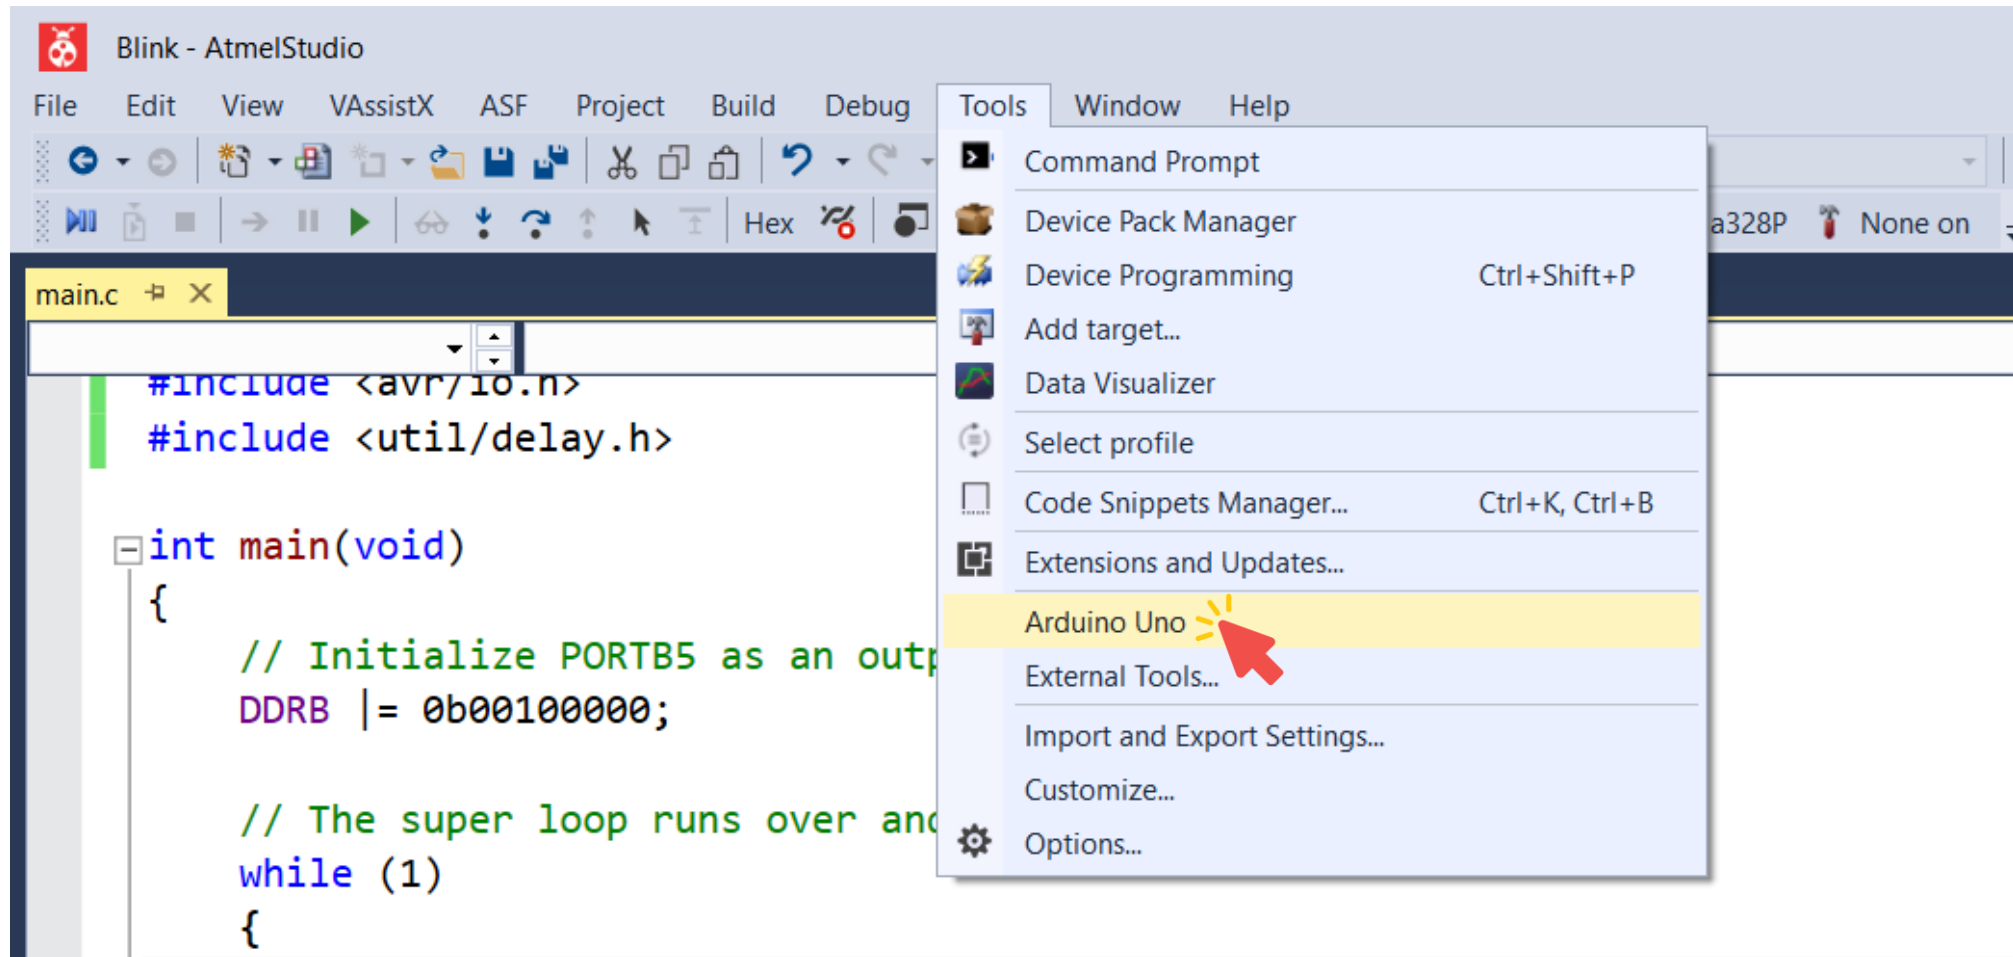 Blink - AtmelStudio
File Edit View VAssistX ASF Project Build Debug Tools Window Help
Hex a328P None on
main.c
#include <avr/io.h>
#include <util/delay.h>
int main(void)
{
// Initialize PORTB5 as an outp
DDRB |= 0b00100000;
// The super loop runs over and
while (1)
{
Command Prompt
Device Pack Manager
Device Programming Ctrl+Shift+P
Add target...
Data Visualizer
Select profile
Code Snippets Manager... Ctrl+K, Ctrl+B
Extensions and Updates...
Arduino Uno
External Tools...
Import and Export Settings...
Customize...
Options...